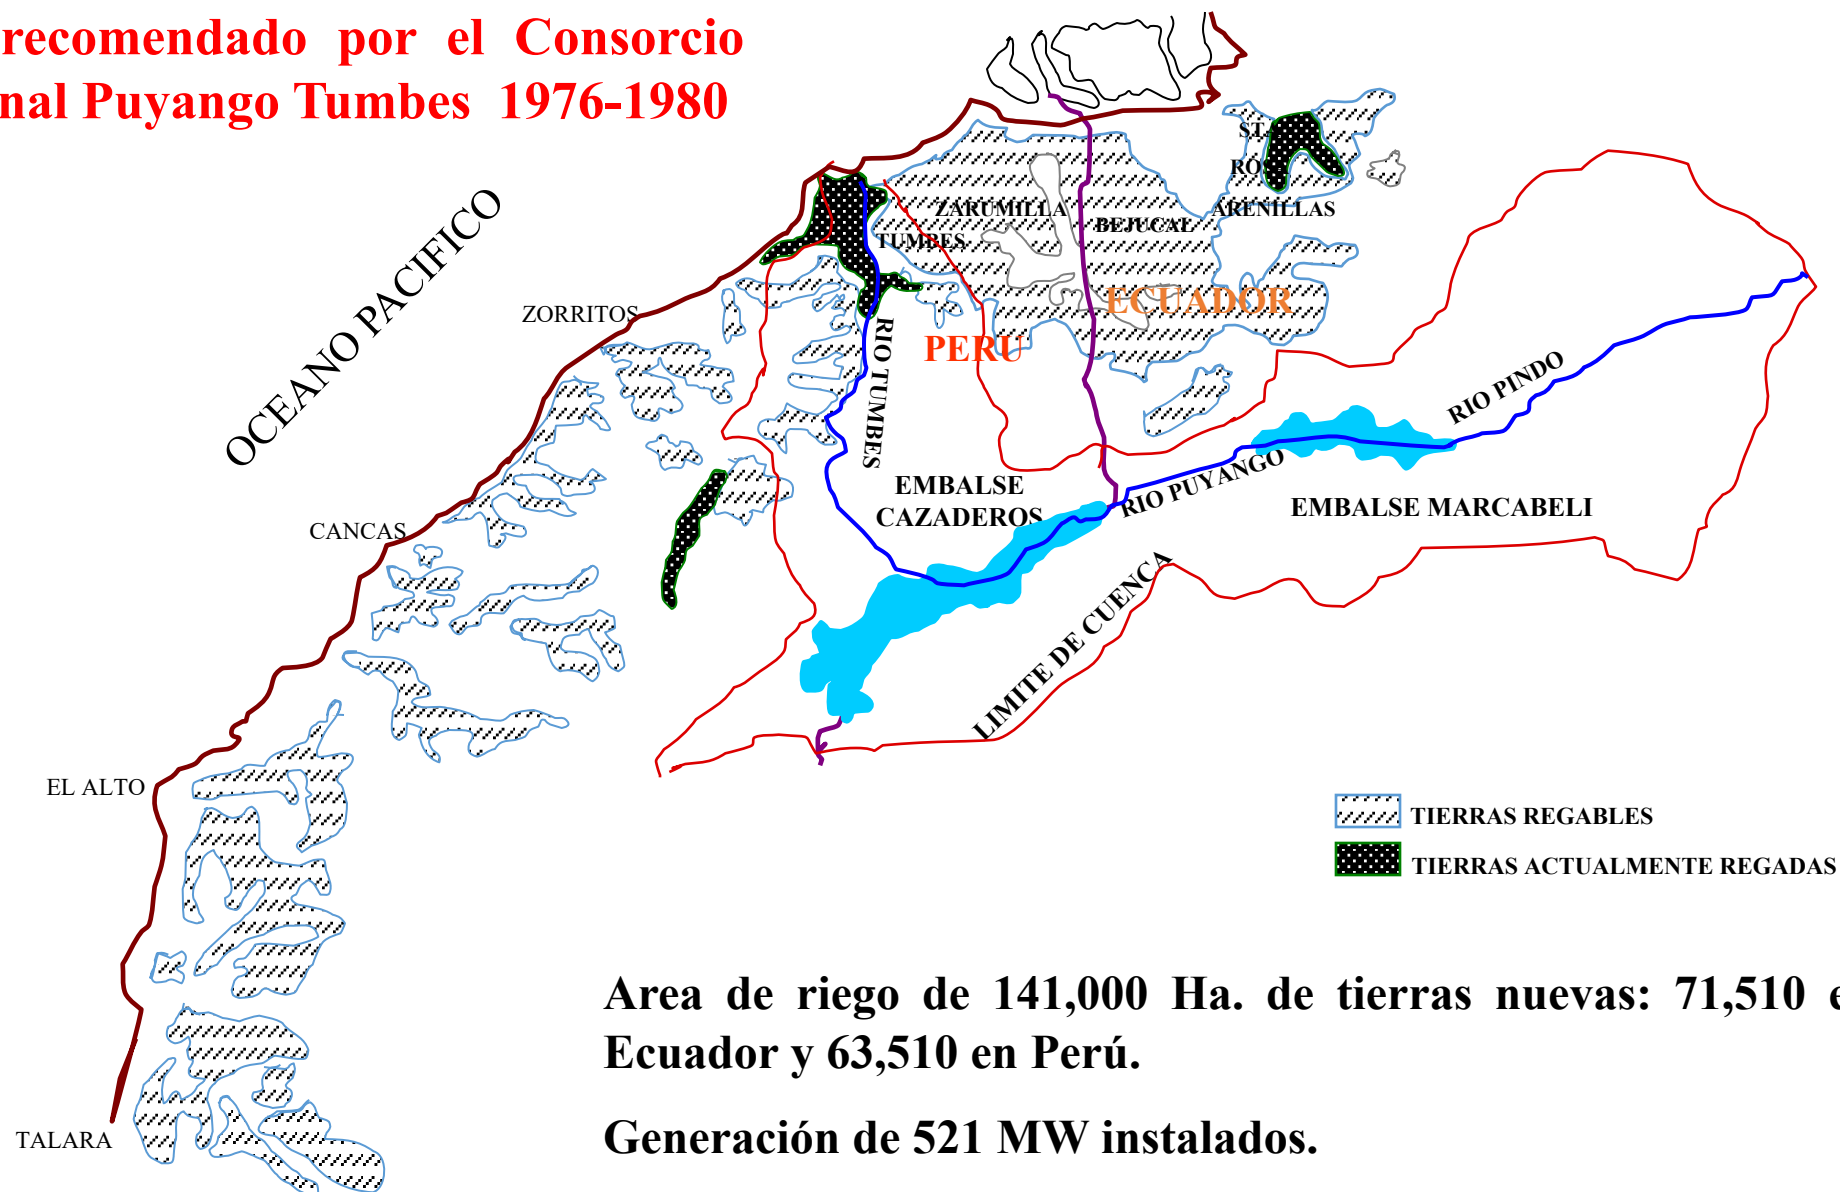 recomendado por el Consorcio
nal Puyango Tumbes 1976-1980
OCEANO PACIFICO
ZORRITOS
CANCAS
EL ALTO
TALARA
ZARUMILLA
TUMBES
BEJUCAL
ARENILLAS
ECUADOR
PERU
RIO TUMBES
EMBALSE
CAZADEROS
RIO PUYANGO
RIO PINDO
EMBALSE MARCABELI
LIMITE DE CUENCA
TIERRAS REGABLES
TIERRAS ACTUALMENTE REGADAS
Area de riego de 141,000 Ha. de tierras nuevas: 71,510 e
Ecuador y 63,510 en Perú.
Generación de 521 MW instalados.